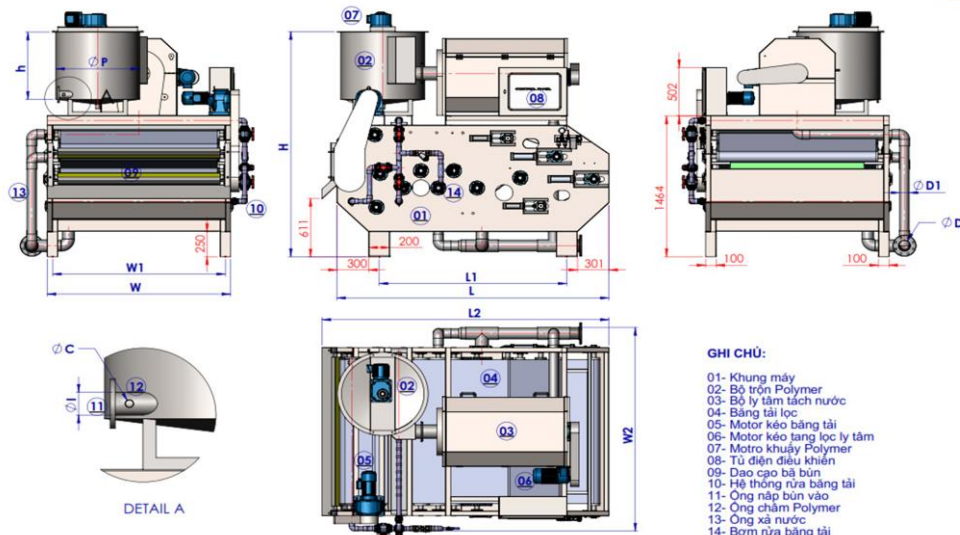 07
02
08
CONTROL PANEL
h
Ø P
A
H
502
1464
13
09
10
14
01
Ø D1
Ø D
611
250
200
300
301
100
100
W1
W
L1
L
L2
Ø C
Ø I
12
11
DETAIL A
02
04
03
05
06
W2
GHI CHÚ:
01- Khung máy
02- Bộ trộn Polymer
03- Bộ ly tâm tách nước
04- Băng tải lọc
05- Motor kéo băng tải
06- Motor kéo tang lọc ly tâm
07- Motro khuấy Polymer
08- Tủ điện điều khiển
09- Dao cạo bã bùn
10- Hệ thống rửa băng tải
11- Ống nạp bùn vào
12- Ống châm Polymer
13- Ống xả nước
14- Bơm rửa băng tải